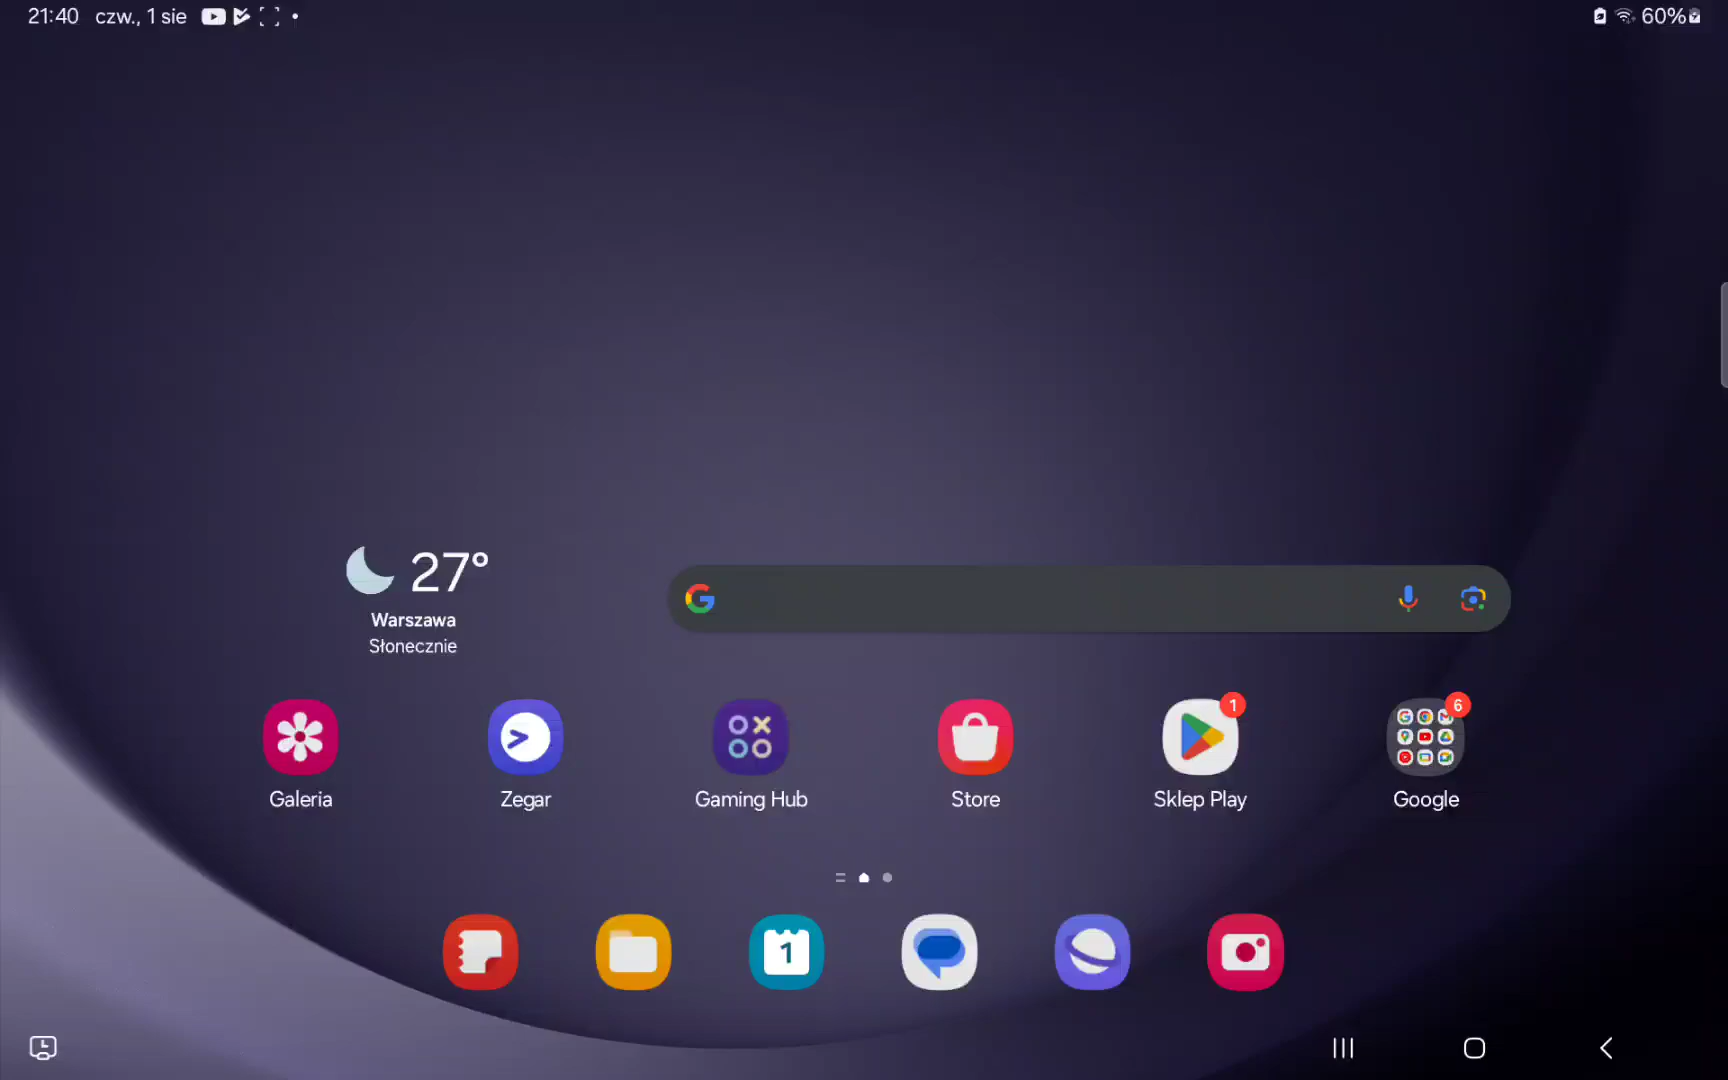 21:40 czw., 1 sie
60%
27°
Warszawa
Słonecznie
Galeria
Zegar
Gaming Hub
Store
1
Sklep Play
6
Google
1